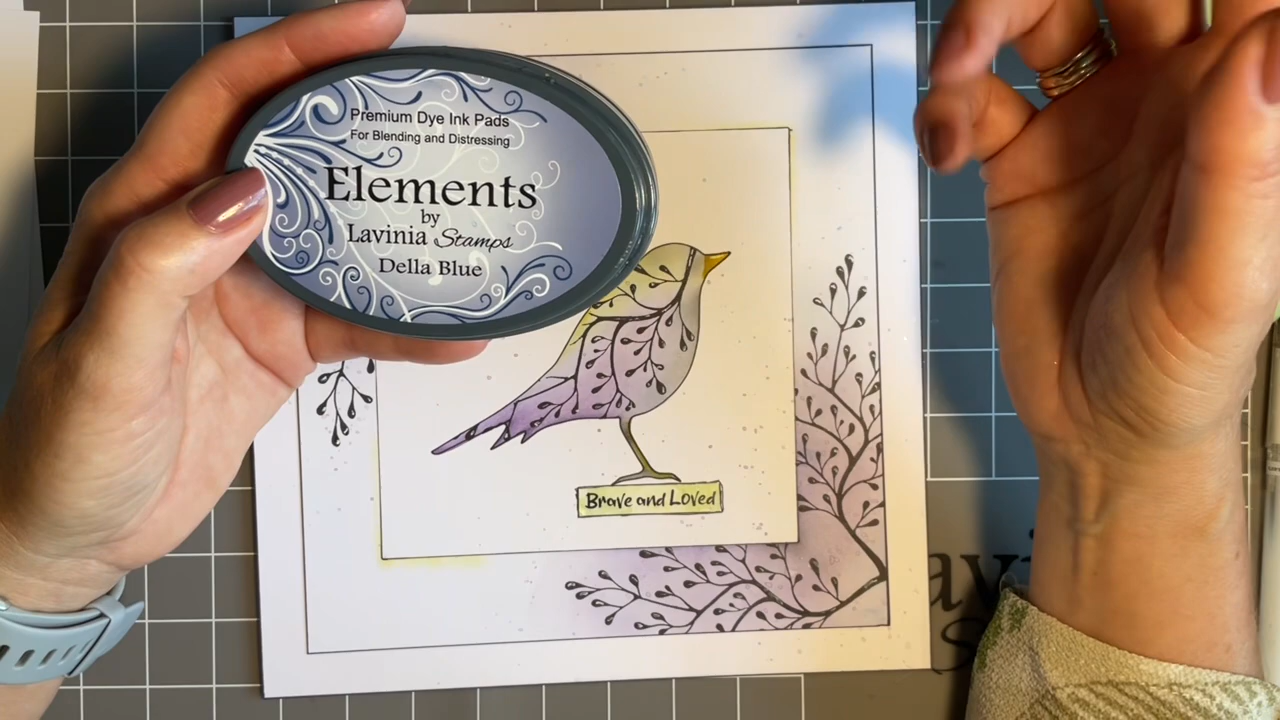 Premium Dye Ink Pads
For Blending and Distressing
Elements
by
Lavinia Stamps
Della Blue
Brave and Loved